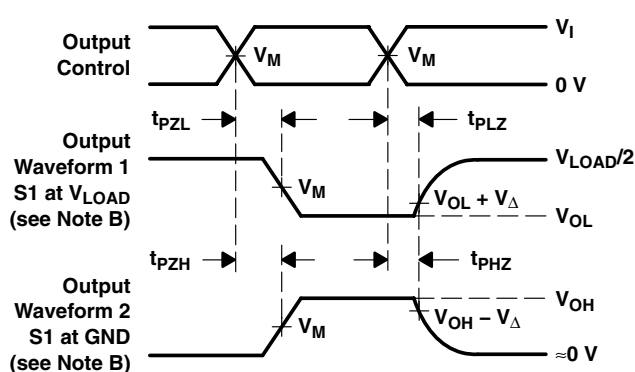 Output
Control
V_M
V_M
V_I
0 V
t_PZL
t_PLZ
Output
Waveform 1
S1 at V_LOAD
(see Note B)
V_M
V_OL + V_Δ
V_LOAD/2
V_OL
t_PZH
t_PHZ
Output
Waveform 2
S1 at GND
(see Note B)
V_M
V_OH − V_Δ
V_OH
≈0 V